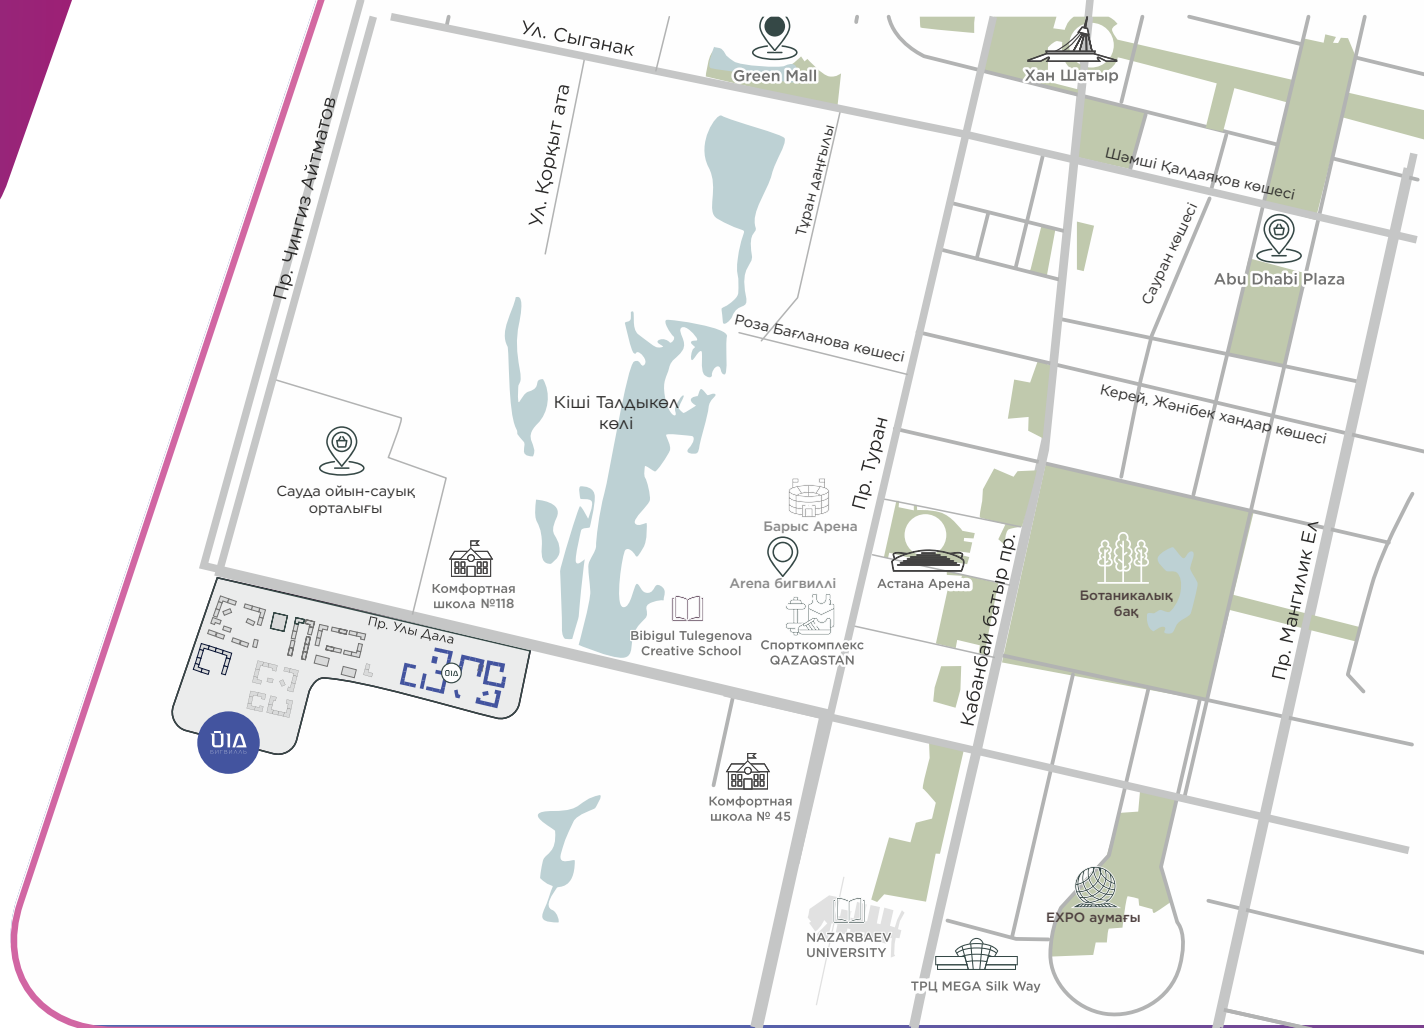 Ул. Сыганак
Green Mall
Хан Шатыр
Пр. Чингиз Айтматов
Ул. Қорқыт ата
Тұран даңғылы
Шәмші Қалдаяқов көшесі
Сауран көшесі
Abu Dhabi Plaza
Роза Бағланова көшесі
Керей, Жәнібек хандар көшесі
Кіші Талдыкөл
көлі
Пр. Туран
Сауда ойын-сауық
орталығы
Барыс Арена
Arena бигвиллі
Астана Арена
Кабанбай батыр пр.
Ботаникалық
бақ
Пр. Мангилик Ел
Комфортная
школа №118
Bibigul Tulegenova
Creative School
Спорткомплекс
QAZAQSTAN
Пр. Улы Дала
ŪІД
ŪІД
БИГВИЛЛЬ
Комфортная
школа № 45
NAZARBAEV
UNIVERSITY
EXPO аумағы
ТРЦ MEGA Silk Way